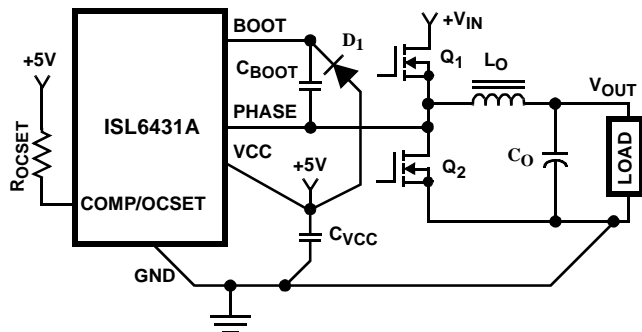 +VIN
BOOT
D1
+5V
CBOOT
Q1
LO
VOUT
ISL6431A
PHASE
ROCSET
VCC
+5V
Q2
CO
LOAD
COMP/OCSET
CVCC
GND